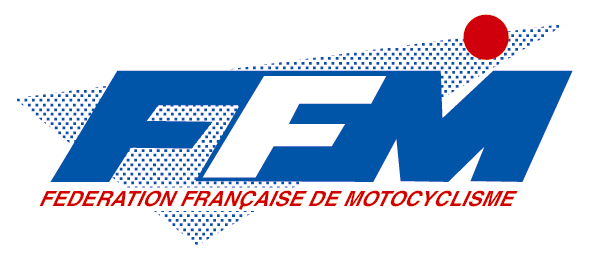 FFM
FEDERATION FRANÇAISE DE MOTOCYCLISME